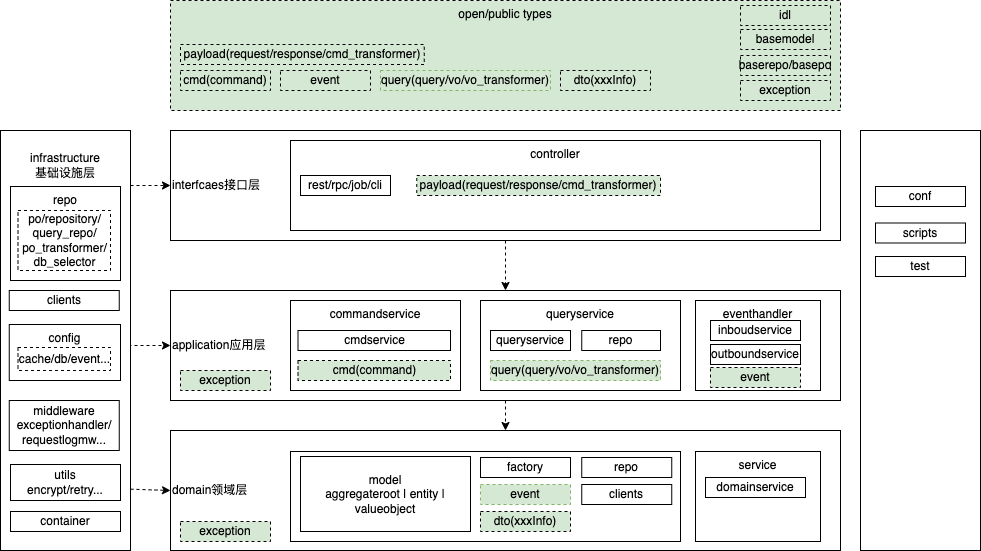 open/public types
idl
basemodel
payload(request/response/cmd_transformer)
baserepo/basepo
cmd(command)
event
query(query/vo/vo_transformer)
dto(xxxInfo)
exception
infrastructure
基础设施层
repo
po/repository/
query_repo/
po_transformer/
db_selector
clients
config
cache/db/event...
middleware
exceptionhandler/
requestlogmw...
utils
encrypt/retry...
container
interfcaes接口层
controller
rest/rpc/job/cli
payload(request/response/cmd_transformer)
application应用层
exception
commandservice
cmdservice
cmd(command)
queryservice
queryservice
repo
query(query/vo/vo_transformer)
eventhandler
inboudservice
outboundservice
event
domain领域层
exception
model
aggregateroot | entity |
valueobject
factory
repo
event
clients
dto(xxxInfo)
service
domainservice
conf
scripts
test